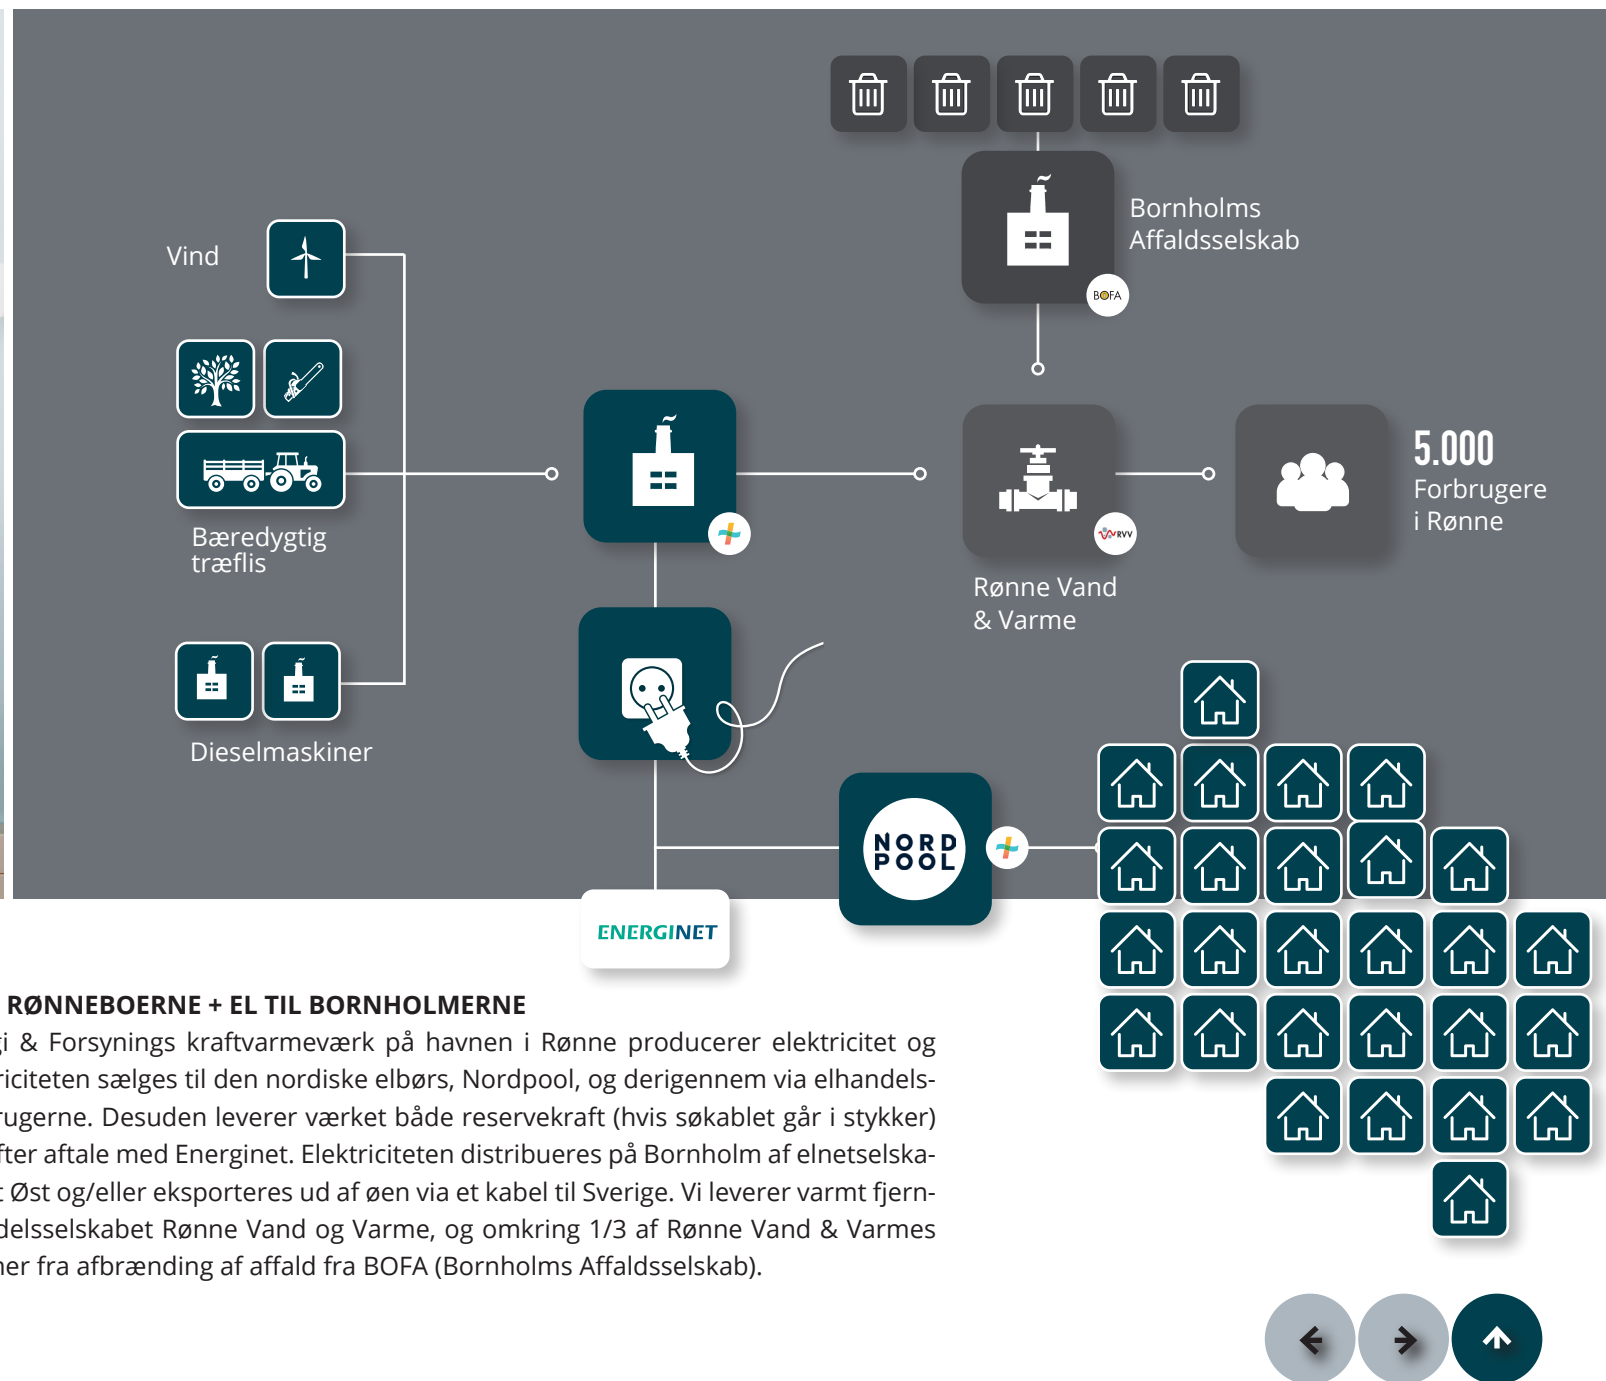 Bornholms
Affaldsselskab
BOFA
Vind
Bæredygtig
træflis
Dieselmaskiner
RVV
Rønne Vand
& Varme
5.000
Forbrugere
i Rønne
NORD
POOL
ENERGINET
RØNNEBOERNE + EL TIL BORNHOLMERNE
& Forsynings kraftvarmeværk på havnen i Rønne producerer elektricitet og
riciteten sælges til den nordiske elbørs, Nordpool, og derigennem via elhandels-
rugerne. Desuden leverer værket både reservekraft (hvis søkablet går i stykker)
fter aftale med Energinet. Elektriciteten distribueres på Bornholm af elnetselska-
t Øst og/eller eksporteres ud af øen via et kabel til Sverige. Vi leverer varmt fjern-
delsselskabet Rønne Vand og Varme, og omkring 1/3 af Rønne Vand & Varmes
ner fra afbrænding af affald fra BOFA (Bornholms Affaldsselskab).